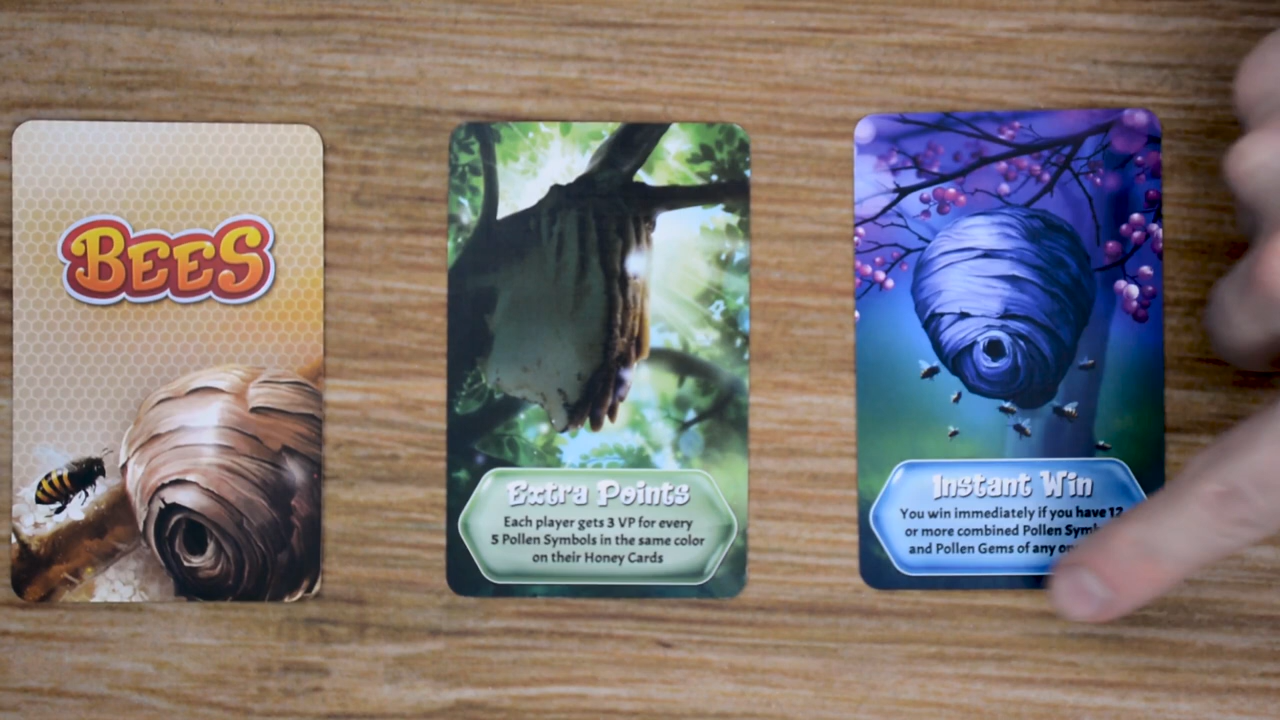 BEES
Extra Points
Each player gets 3 VP for every
5 Pollen Symbols in the same color
on their Honey Cards
Instant Win
You win immediately if you have 12
or more combined Pollen
and Pollen Gems of any